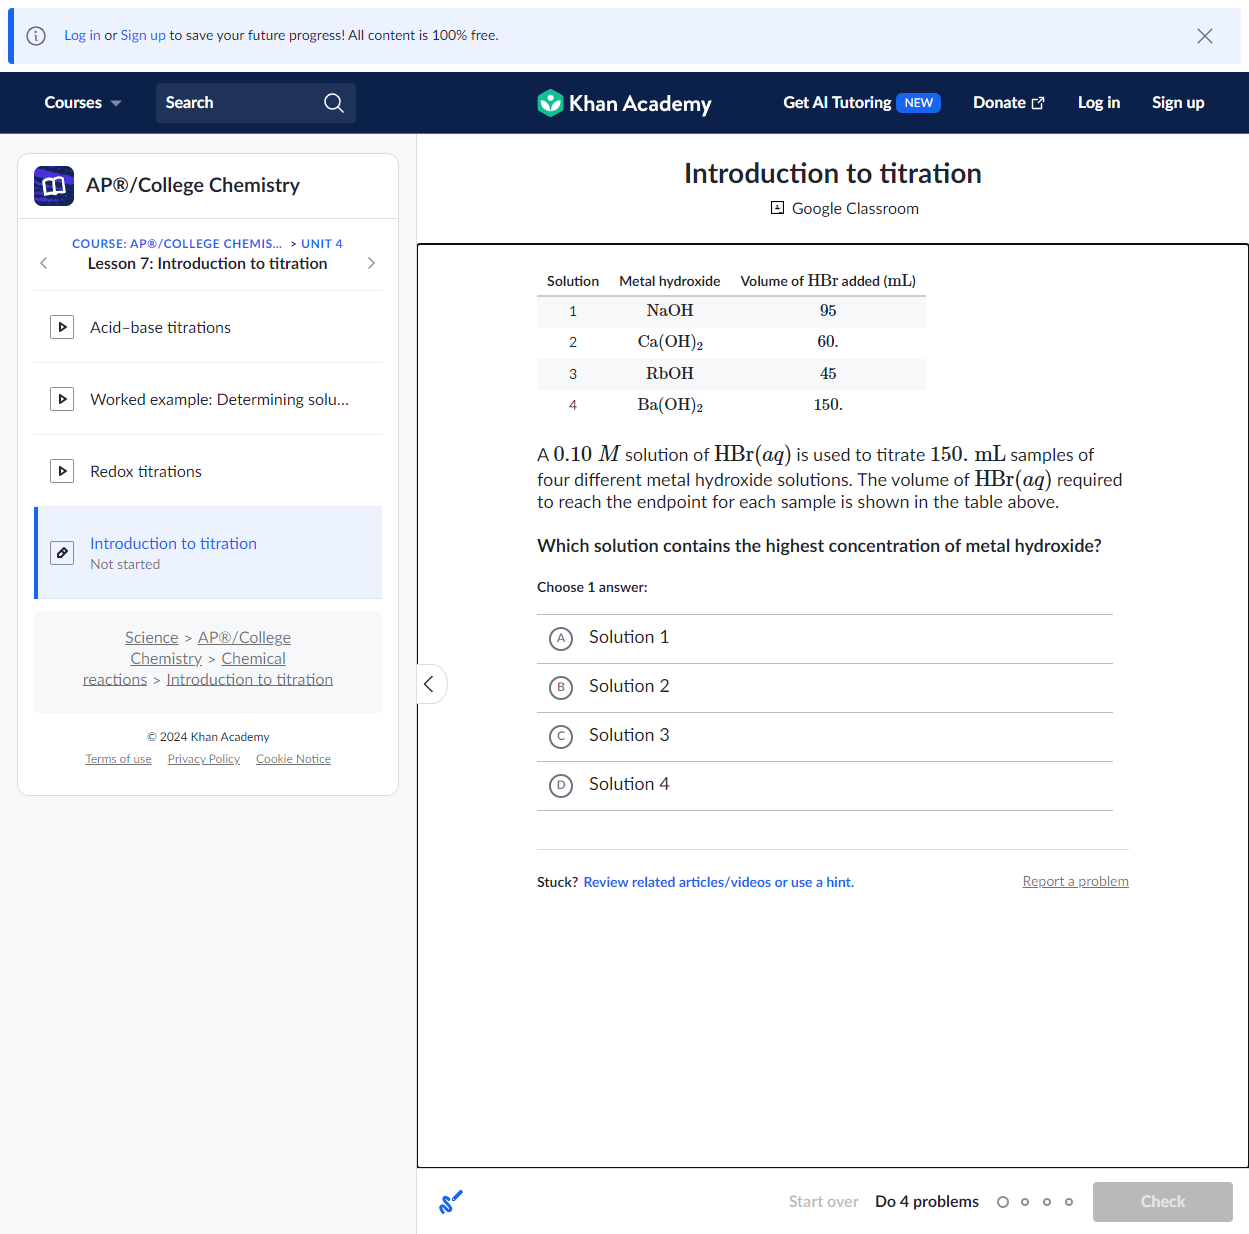 Log in or Sign up to save your future progress! All content is 100% free.
Courses
Search
Khan Academy
Get AI Tutoring NEW
Donate
Log in
Sign up
AP®/College Chemistry
COURSE: AP®/COLLEGE CHEMIS... > UNIT 4
Lesson 7: Introduction to titration
Acid–base titrations
Worked example: Determining solu...
Redox titrations
Introduction to titration
Not started
Science > AP®/College
Chemistry > Chemical
reactions > Introduction to titration
© 2024 Khan Academy
Terms of use Privacy Policy Cookie Notice
Introduction to titration
Google Classroom
Solution Metal hydroxide Volume of HBr added (mL)
1 NaOH 95
2 Ca(OH)₂ 60.
3 RbOH 45
4 Ba(OH)₂ 150.
A 0.10 M solution of HBr(aq) is used to titrate 150. mL samples of
four different metal hydroxide solutions. The volume of HBr(aq) required
to reach the endpoint for each sample is shown in the table above.
Which solution contains the highest concentration of metal hydroxide?
Choose 1 answer:
A Solution 1
B Solution 2
C Solution 3
D Solution 4
Stuck? Review related articles/videos or use a hint.
Report a problem
Start over
Do 4 problems
Check